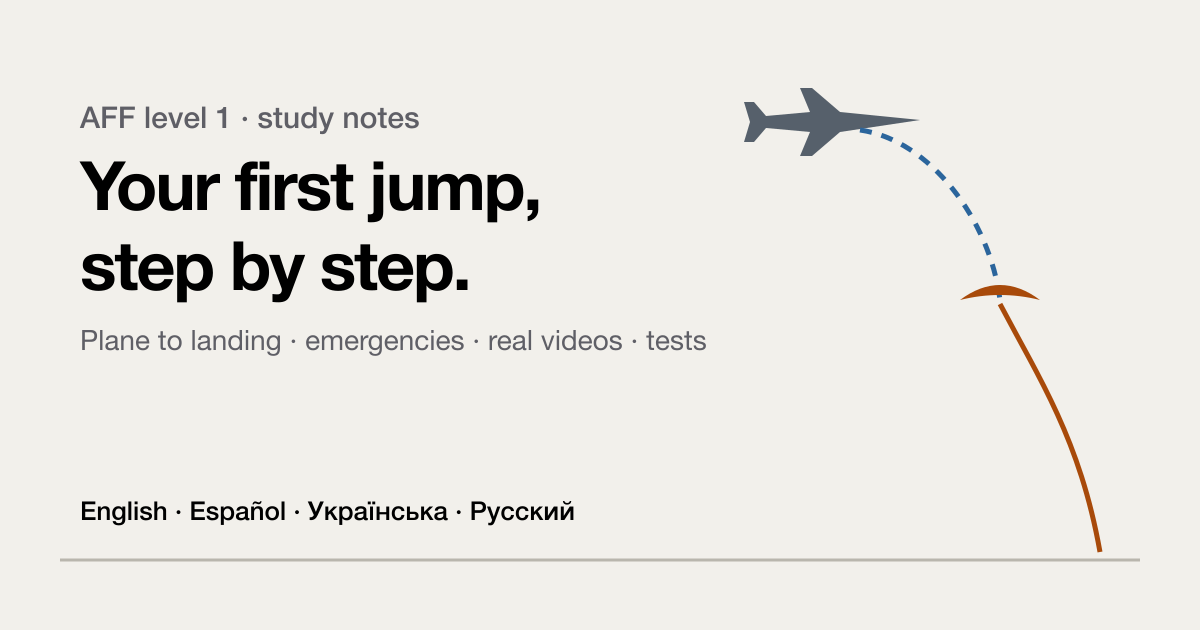 AFF level 1 · study notes
Your first jump,
step by step.
Plane to landing · emergencies · real videos · tests
English · Español · Українська · Русский